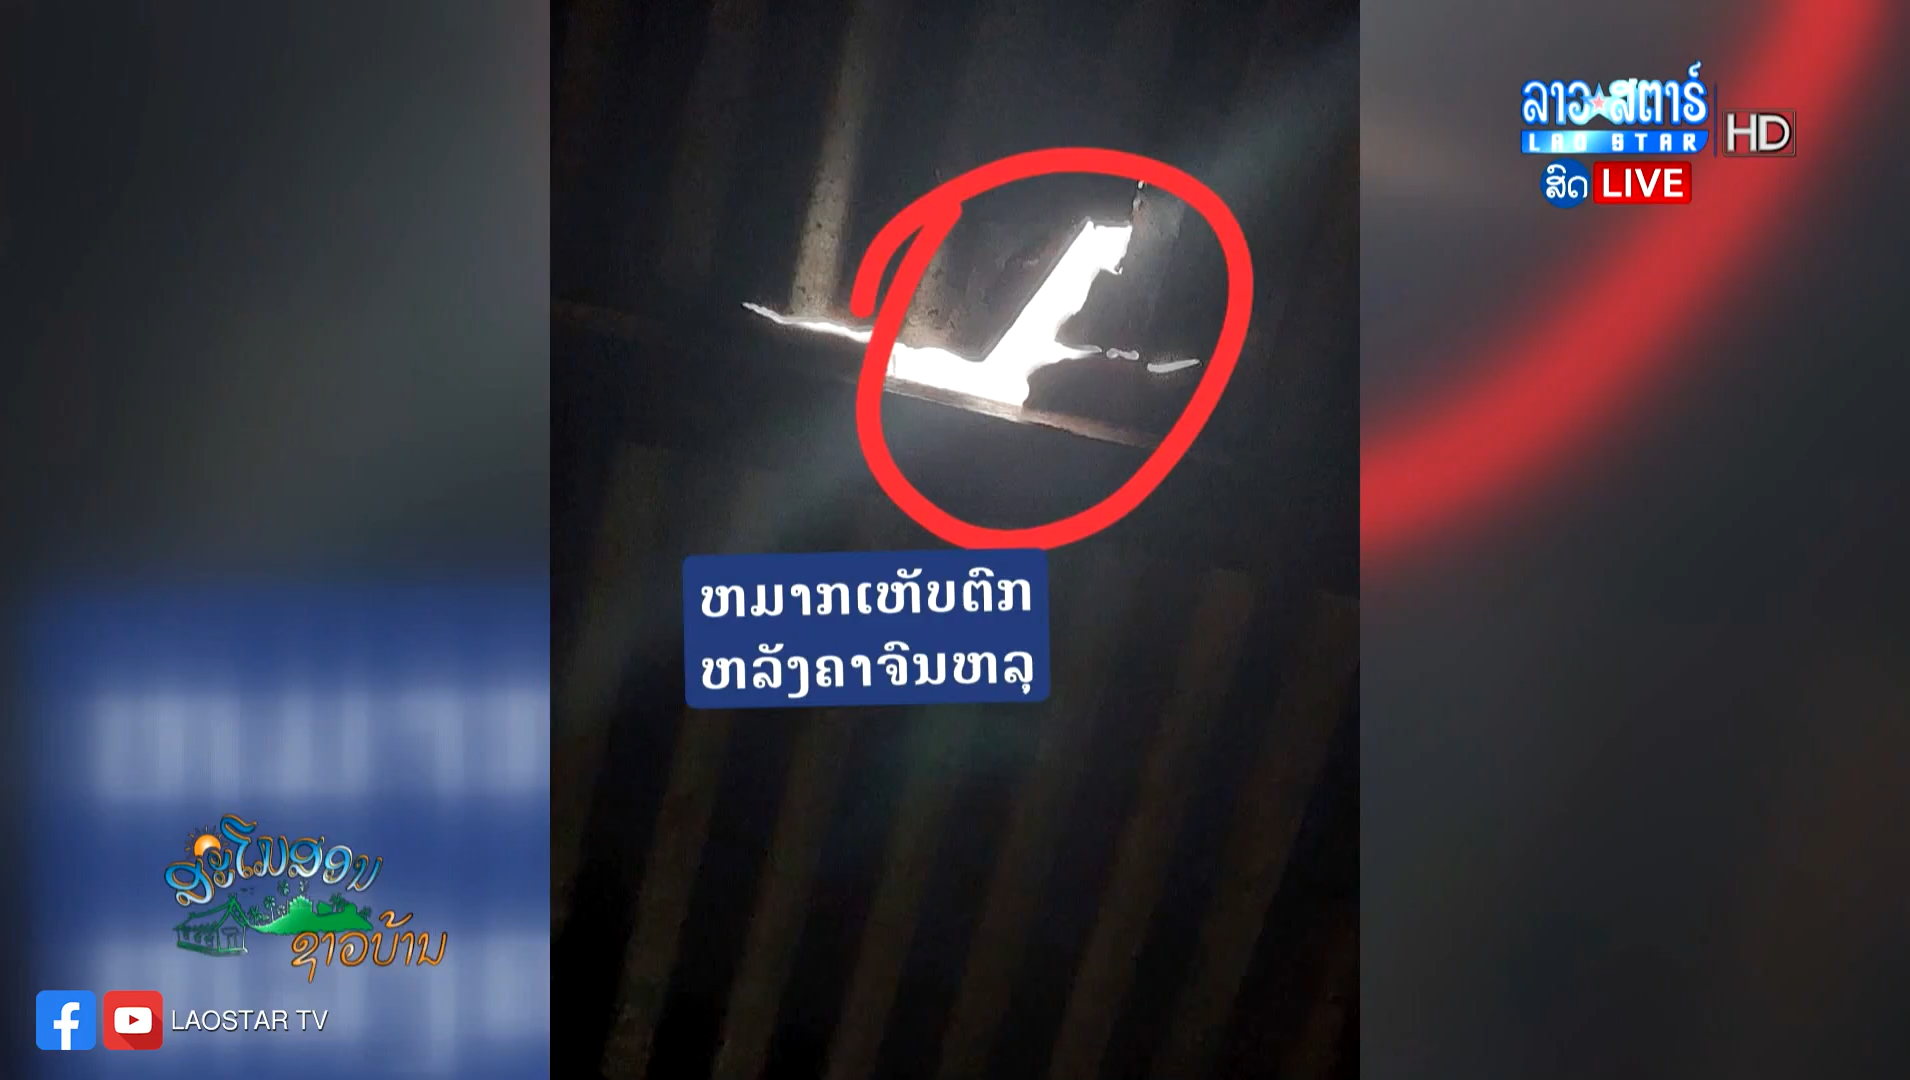 ລາວ★ສຕາຣ໌
LAO STAR
HD
ສົດ LIVE
ຫມາກເຫັບຕົກ
ຫລັງຄາຈົນຫລຸ
ສະໂມສອນ
ຊາວບ້ານ
LAOSTAR TV